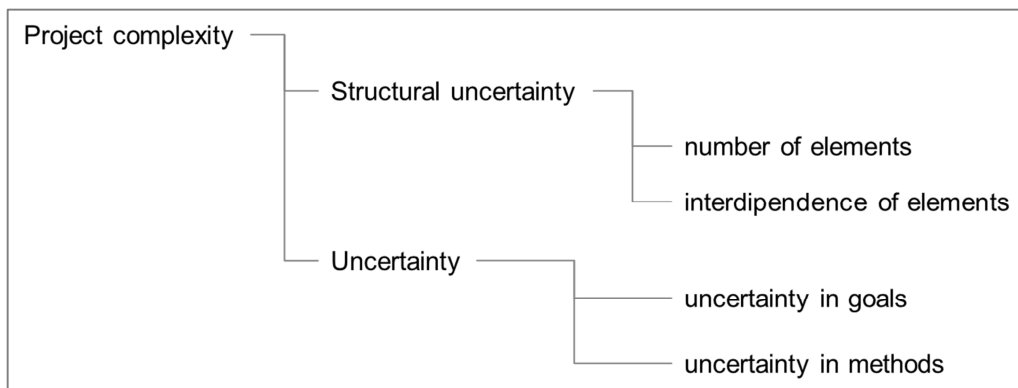 Project complexity
Structural uncertainty
number of elements
interdipendence of elements
Uncertainty
uncertainty in goals
uncertainty in methods